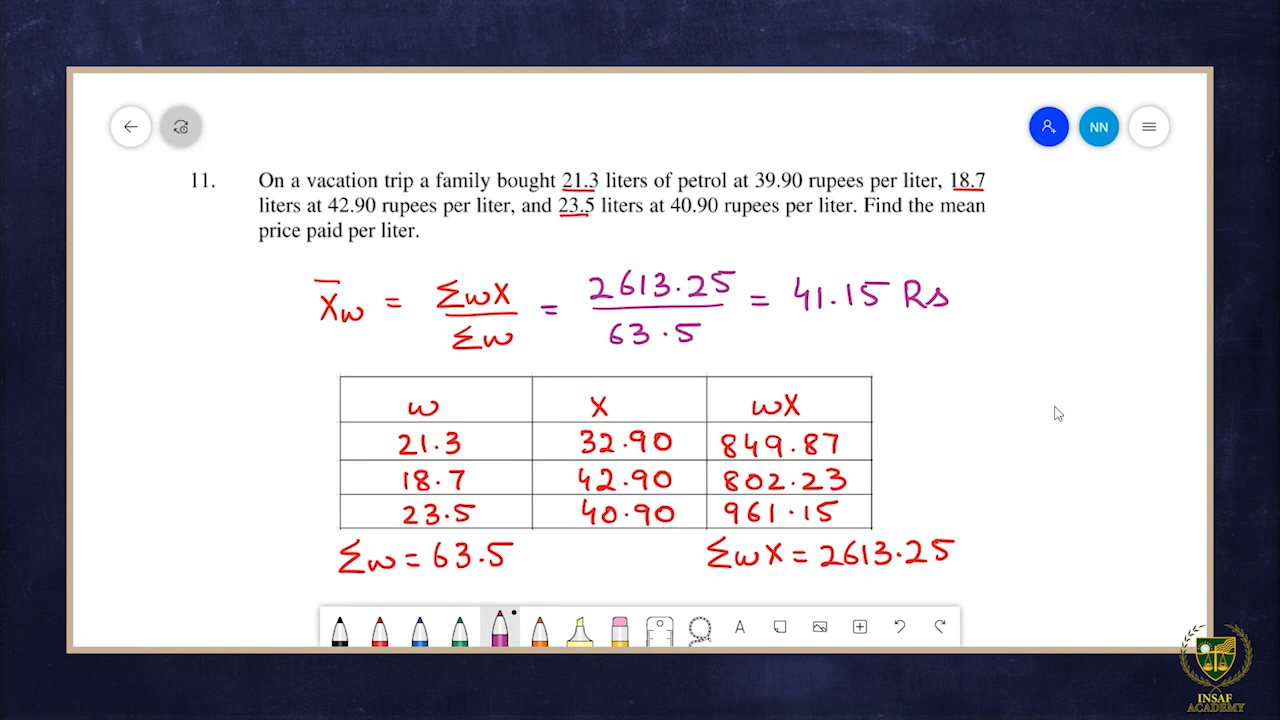 NN
11. On a vacation trip a family bought 21.3 liters of petrol at 39.90 rupees per liter, 18.7
liters at 42.90 rupees per liter, and 23.5 liters at 40.90 rupees per liter. Find the mean
price paid per liter.
X̄w = ΣwX / Σw = 2613.25 / 63.5 = 41.15 Rs
w X wX
21.3 32.90 849.87
18.7 42.90 802.23
23.5 40.90 961.15
Σw = 63.5 ΣwX = 2613.25
A
INSAF
ACADEMY